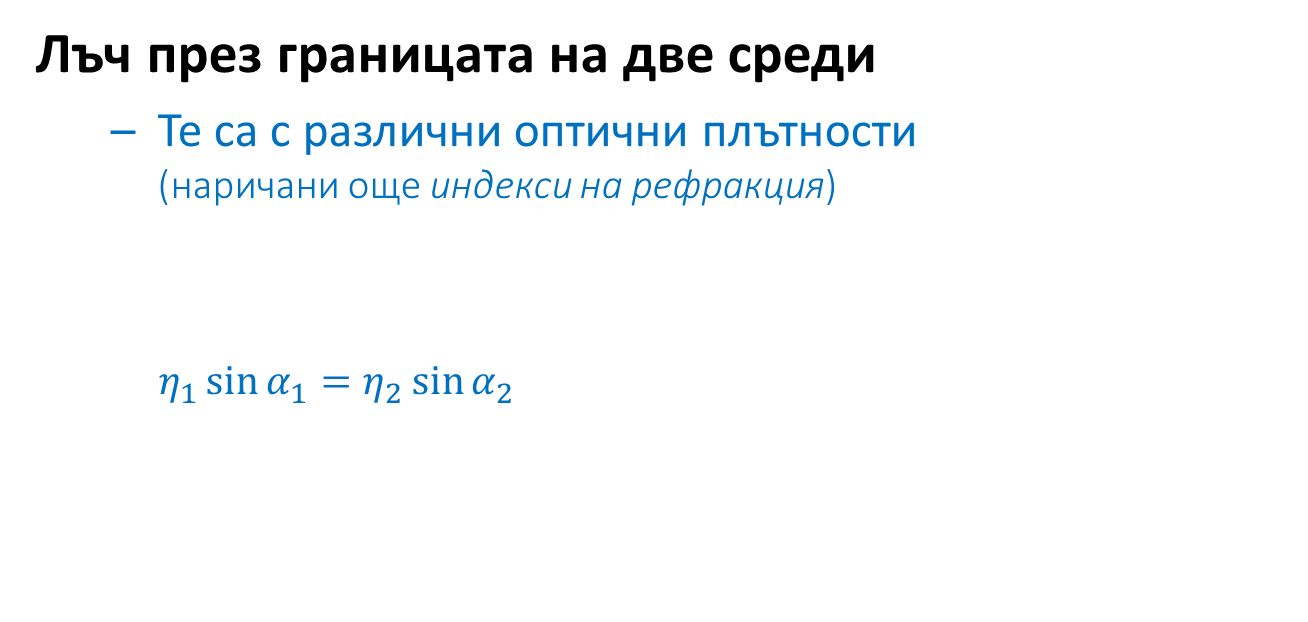 Лъч през границата на две среди
– Те са с различни оптични плътности
(наричани още индекси на рефракция)
η₁ sin α₁ = η₂ sin α₂